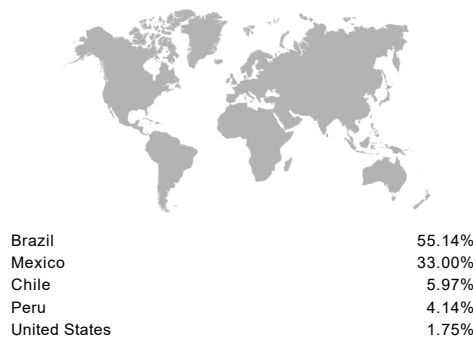 Brazil 55.14%
Mexico 33.00%
Chile 5.97%
Peru 4.14%
United States 1.75%